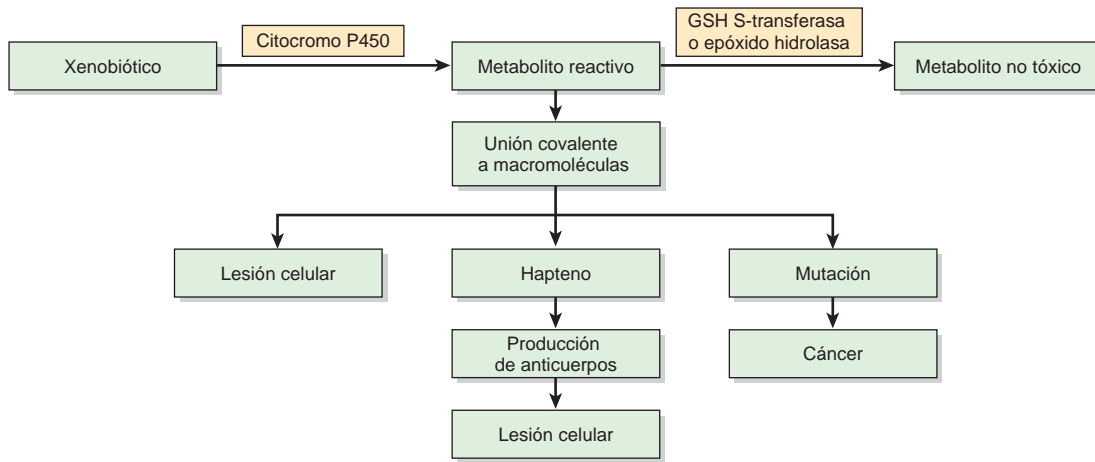 Citocromo P450
GSH S-transferasa
o epóxido hidrolasa
Xenobiótico
Metabolito reactivo
Metabolito no tóxico
Unión covalente
a macromoléculas
Lesión celular
Hapteno
Mutación
Producción
de anticuerpos
Cáncer
Lesión celular